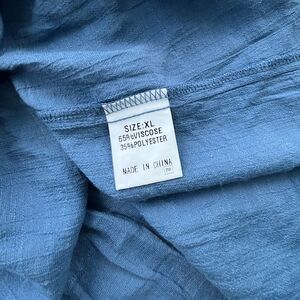 SIZE:XL
65%VISCOSE
35%POLYESTER
MADE IN CHINA